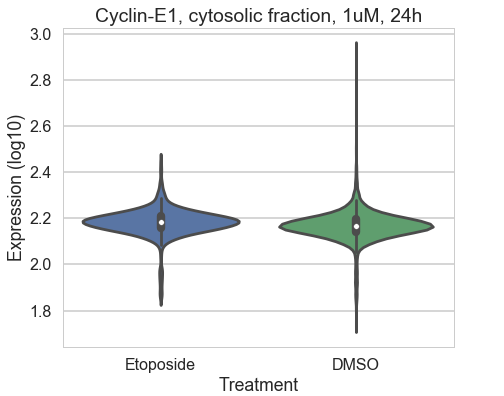 Cyclin-E1, cytosolic fraction, 1uM, 24h
Expression (log10)
3.0
2.8
2.6
2.4
2.2
2.0
1.8
Etoposide
DMSO
Treatment